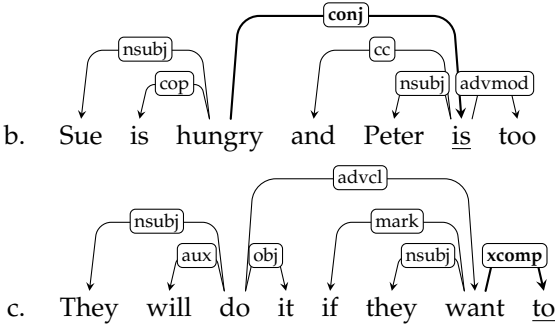 conj
nsubj cc
cop nsubj advmod
b. Sue is hungry and Peter is too
advcl
nsubj mark
aux obj nsubj xcomp
c. They will do it if they want to